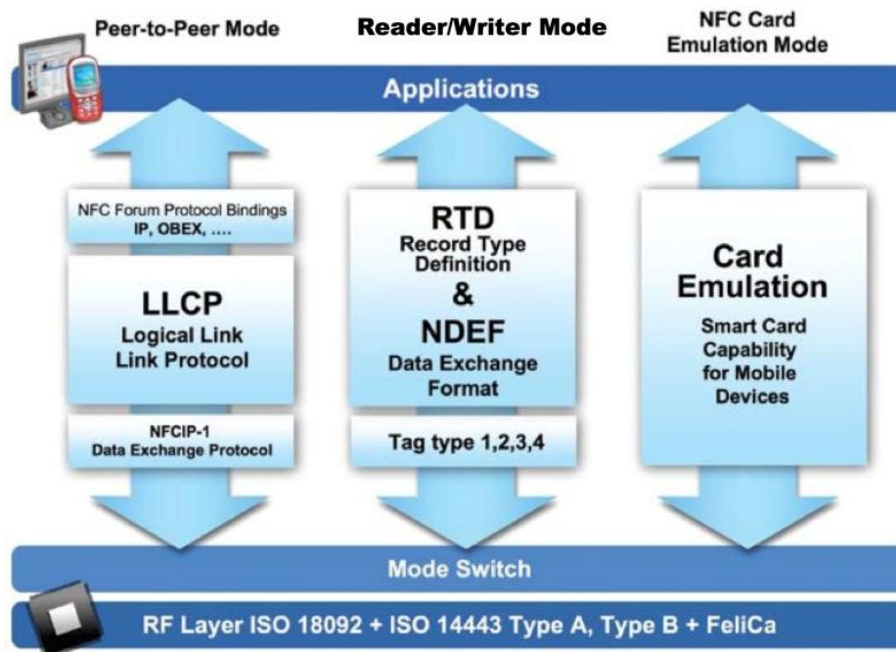 Peer-to-Peer Mode
Reader/Writer Mode
NFC Card
Emulation Mode
Applications
NFC Forum Protocol Bindings
IP, OBEX, ....
LLCP
Logical Link
Link Protocol
NFCIP-1
Data Exchange Protocol
RTD
Record Type
Definition
&
NDEF
Data Exchange
Format
Tag type 1,2,3,4
Card
Emulation
Smart Card
Capability
for Mobile
Devices
Mode Switch
RF Layer ISO 18092 + ISO 14443 Type A, Type B + FeliCa